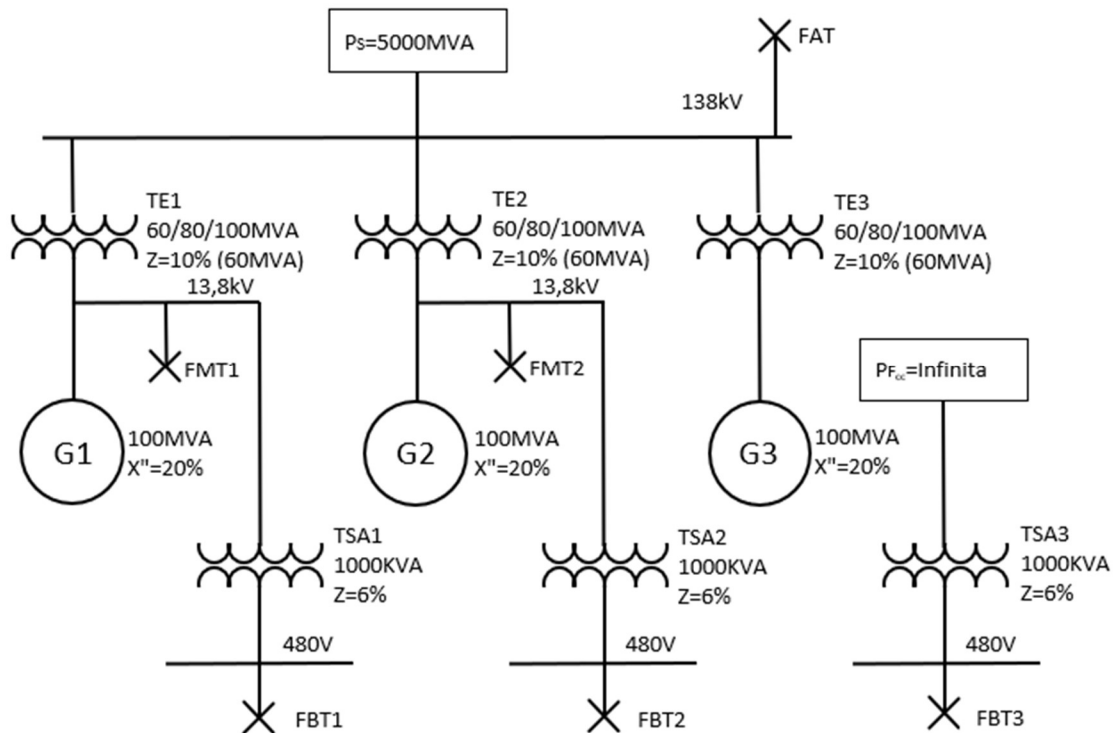 Ps=5000MVA
FAT
138kV
TE1
60/80/100MVA
Z=10% (60MVA)
TE2
60/80/100MVA
Z=10% (60MVA)
TE3
60/80/100MVA
Z=10% (60MVA)
13,8kV
13,8kV
FMT1
FMT2
PFcc=Infinita
G1
100MVA
X"=20%
G2
100MVA
X"=20%
G3
100MVA
X"=20%
TSA1
1000KVA
Z=6%
TSA2
1000KVA
Z=6%
TSA3
1000KVA
Z=6%
480V
480V
480V
FBT1
FBT2
FBT3